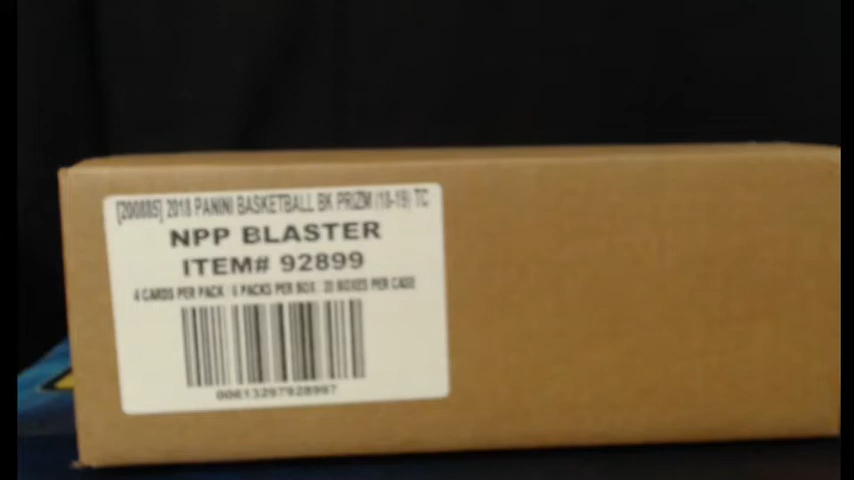 [200885] 2018 PANINI BASKETBALL BK PRIZM (18-19) TC
NPP BLASTER
ITEM# 92899
4 CARDS PER PACK 6 PACKS PER BOX 20 BOXES PER CASE